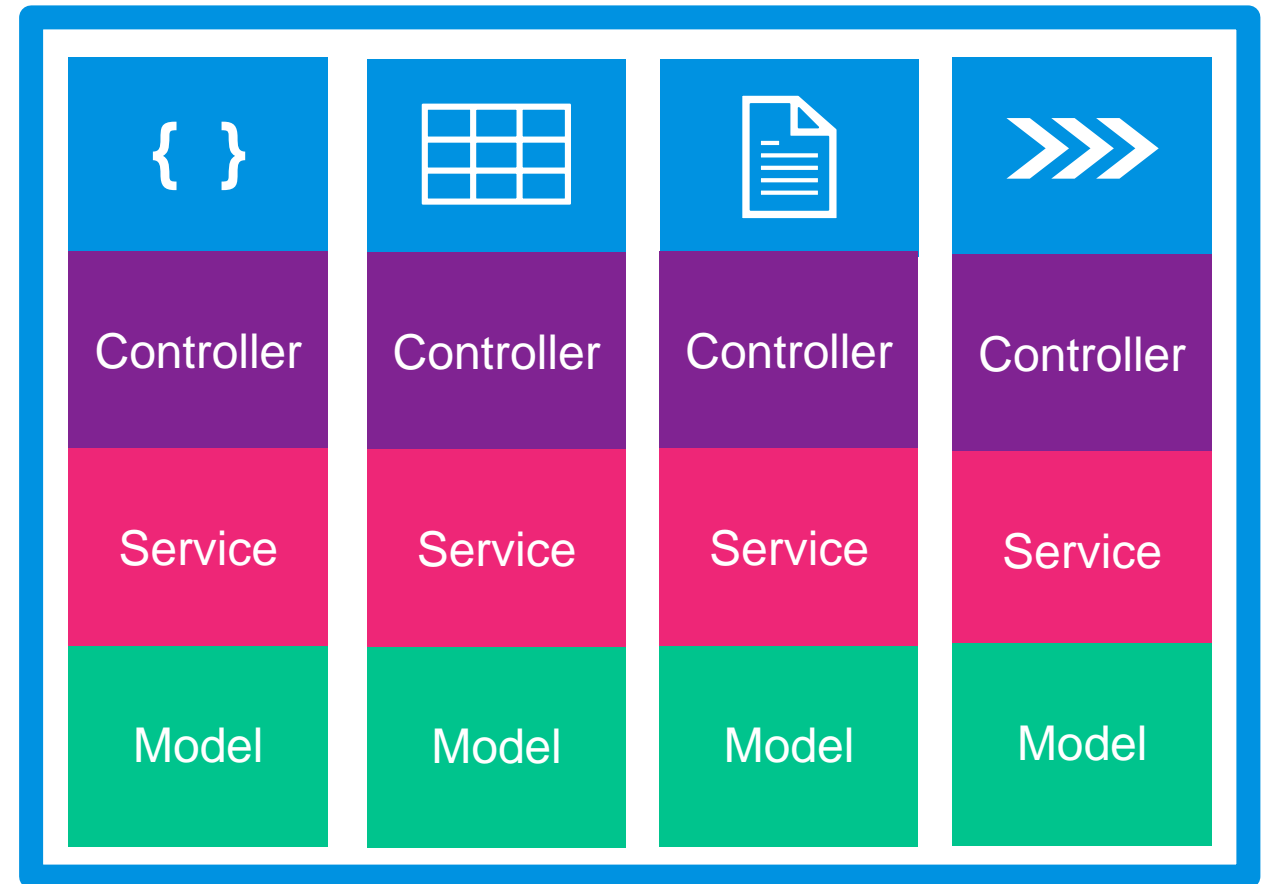 { }
Controller Controller Controller Controller
Service Service Service Service
Model Model Model Model